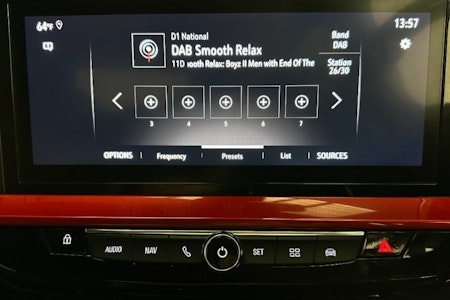 64°F
13:57
D1 National
DAB Smooth Relax
11D ooth Relax: Boyz II Men with End Of The
Band
DAB
Station
26/30
3 4 5 6 7
OPTIONS Frequency Presets List SOURCES
AUDIO NAV SET